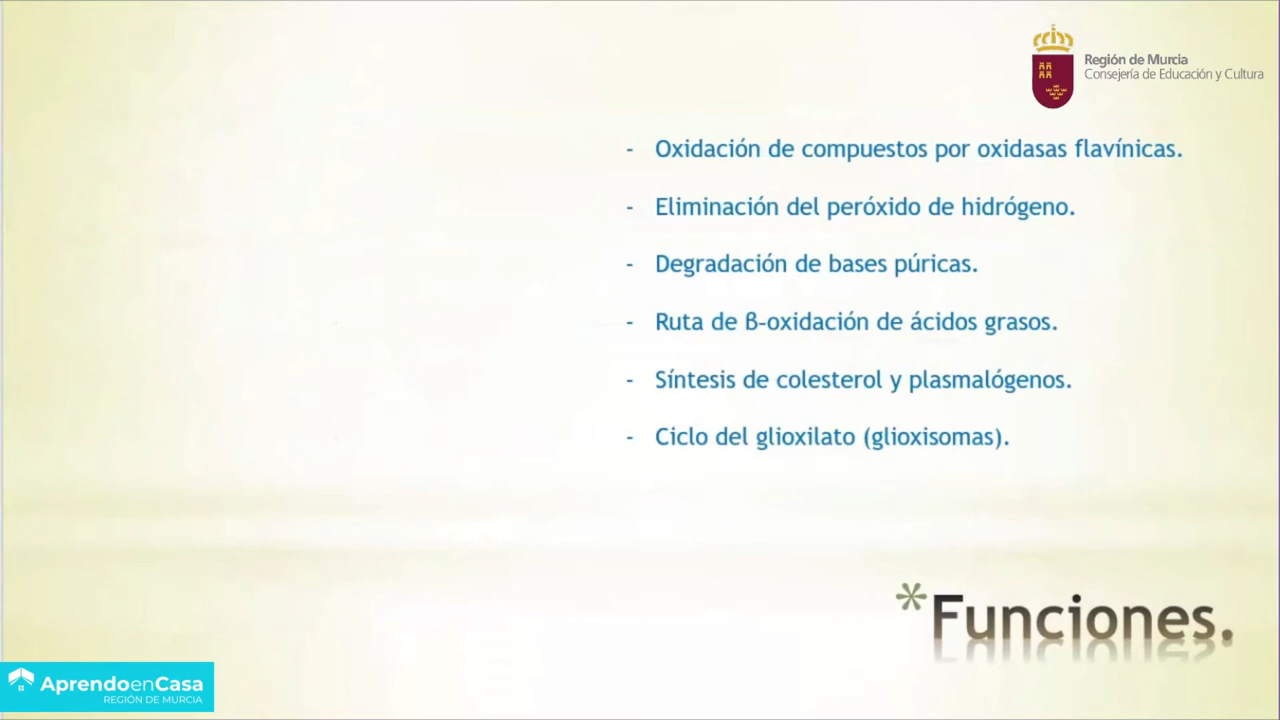 Región de Murcia
Consejería de Educación y Cultura
- Oxidación de compuestos por oxidasas flavínicas.
- Eliminación del peróxido de hidrógeno.
- Degradación de bases púricas.
- Ruta de β-oxidación de ácidos grasos.
- Síntesis de colesterol y plasmalógenos.
- Ciclo del glioxilato (glioxisomas).
*Funciones.
AprendoenCasa
REGIÓN DE MURCIA